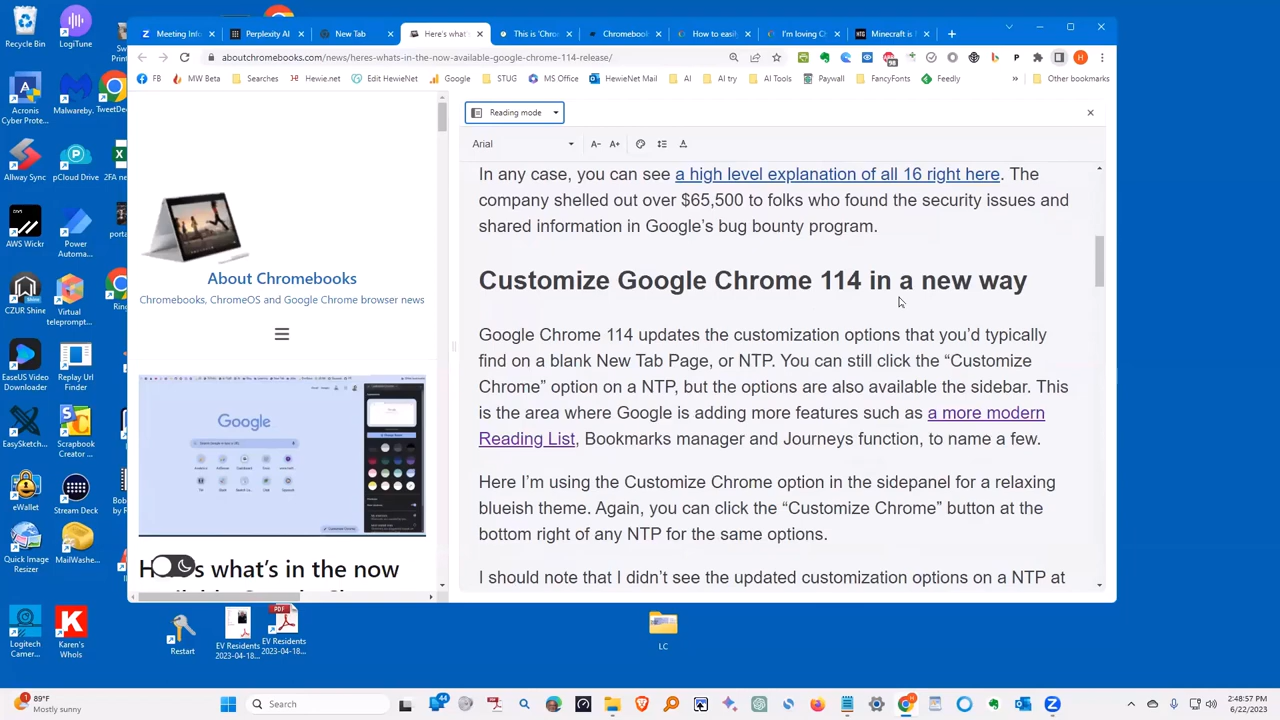 Recycle Bin
LogiTune
Acronis
Cyber Prote...
Malwareby...
TweetDe
Allway Sync
pCloud Drive
2FA ne
AWS Wickr
Power
Automa...
porta
CZUR Shine
Virtual
teleprompt...
EaseUS Video
Downloader
Replay Url
Finder
EasySketch...
Scrapbook
Creator ...
eWallet
Stream Deck
Quick Image
Resizer
MailWashe...
Logitech
Camer...
Karen's
WhoIs
Restart
EV Residents
2023-04-18...
PDF
EV Residents
2023-04-18...
LC
Meeting Info
Perplexity AI
New Tab
Here's what'
This is 'Chro
Chromebook
How to easily
I'm loving C
Minecraft is
aboutchromebooks.com/news/heres-whats-in-the-now-available-google-chrome-114-release/
FB
MW Beta
Searches
Hewie.net
Edit HewieNet
Google
STUG
MS Office
HewieNet Mail
AI
AI try
AI Tools
Paywall
FancyFonts
Feedly
»
Other bookmarks
About Chromebooks
Chromebooks, ChromeOS and Google Chrome browser news
Google
what's in the now
Reading mode
Arial
A-
A+
In any case, you can see a high level explanation of all 16 right here. The
company shelled out over $65,500 to folks who found the security issues and
shared information in Google's bug bounty program.
Customize Google Chrome 114 in a new way
Google Chrome 114 updates the customization options that you'd typically
find on a blank New Tab Page, or NTP. You can still click the “Customize
Chrome” option on a NTP, but the options are also available the sidebar. This
is the area where Google is adding more features such as a more modern
Reading List, Bookmarks manager and Journeys function, to name a few.
Here I'm using the Customize Chrome option in the sidepanel for a relaxing
blueish theme. Again, you can click the “Customize Chrome” button at the
bottom right of any NTP for the same options.
I should note that I didn't see the updated customization options on a NTP at
89°F
Mostly sunny
Search
44
2:48:57 PM
6/22/2023